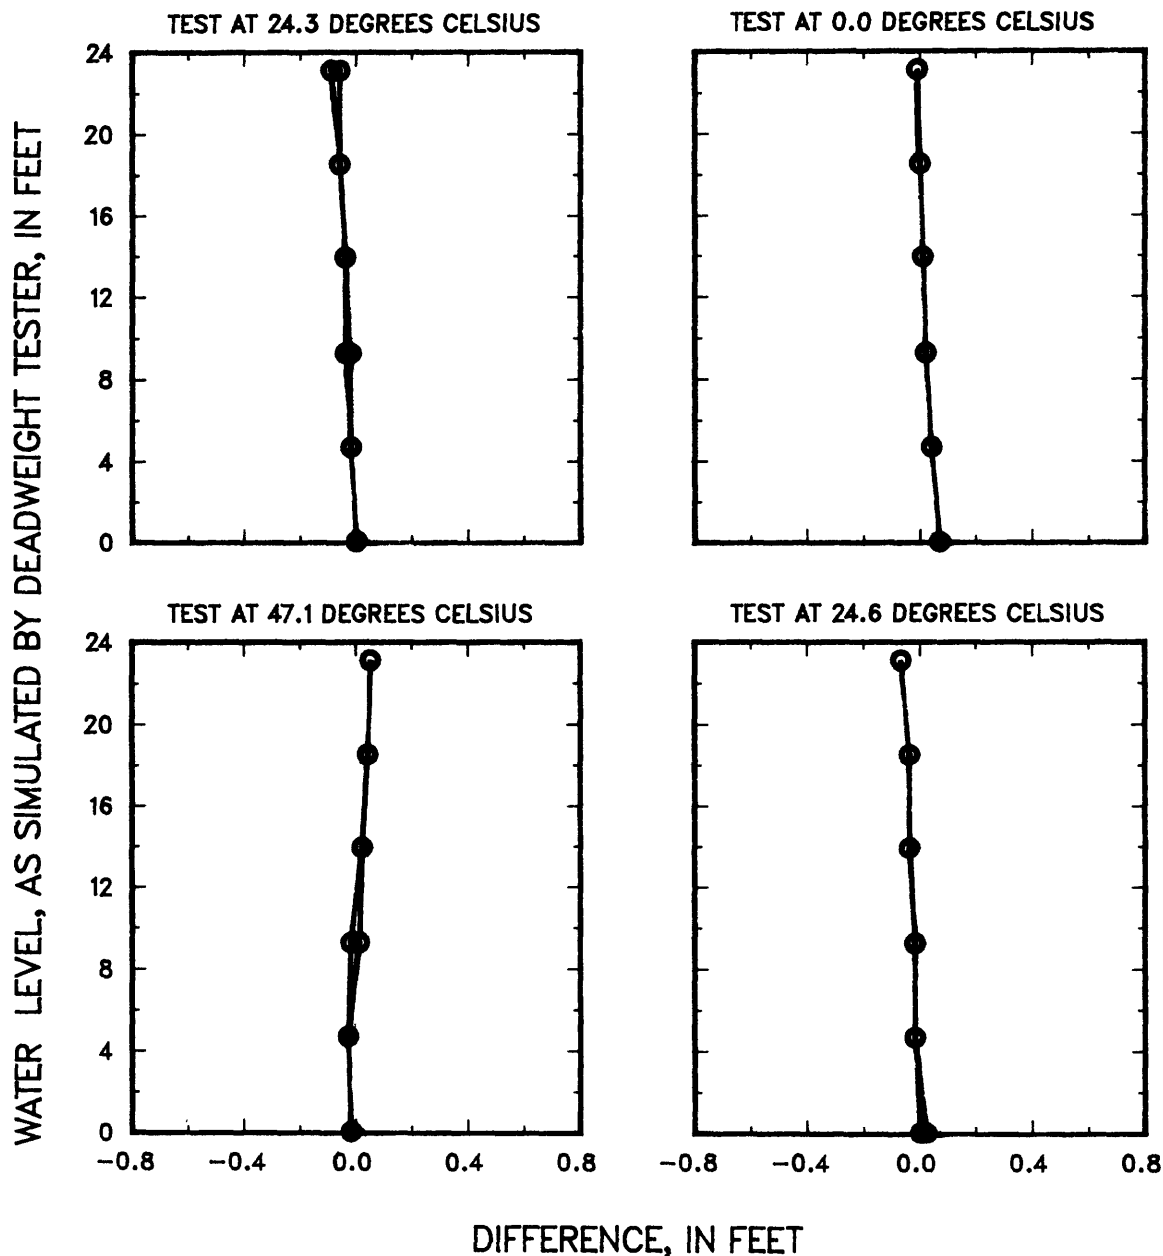 TEST AT 24.3 DEGREES CELSIUS
TEST AT 0.0 DEGREES CELSIUS
24
20
16
12
8
4
0
TEST AT 47.1 DEGREES CELSIUS
TEST AT 24.6 DEGREES CELSIUS
24
20
16
12
8
4
0
-0.8 -0.4 0.0 0.4 0.8
-0.8 -0.4 0.0 0.4 0.8
WATER LEVEL, AS SIMULATED BY DEADWEIGHT TESTER, IN FEET
DIFFERENCE, IN FEET